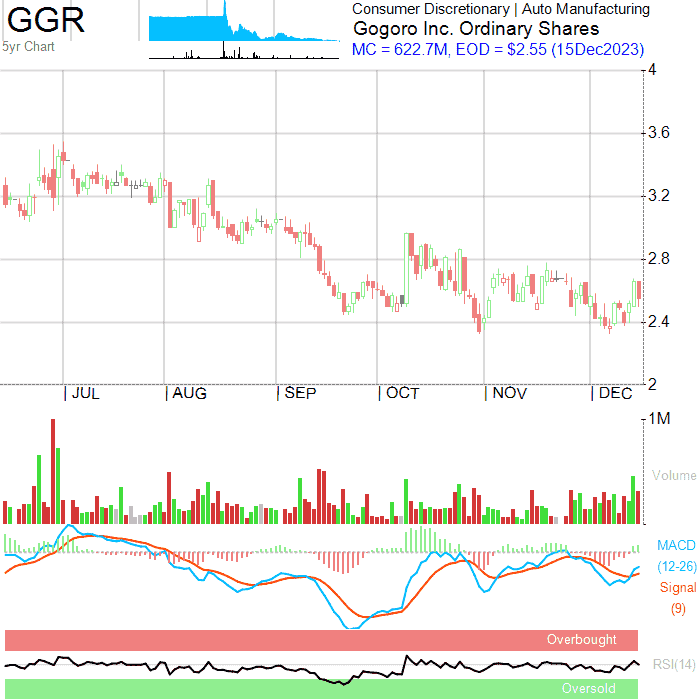 GGR
5yr Chart
Consumer Discretionary | Auto Manufacturing
Gogoro Inc. Ordinary Shares
MC = 622.7M, EOD = $2.55 (15Dec2023)
4
3.6
3.2
2.8
2.4
2
| JUL | AUG | SEP | OCT | NOV | DEC
1M
Volume
MACD
(12-26)
Signal
(9)
Overbought
RSI(14)
Oversold